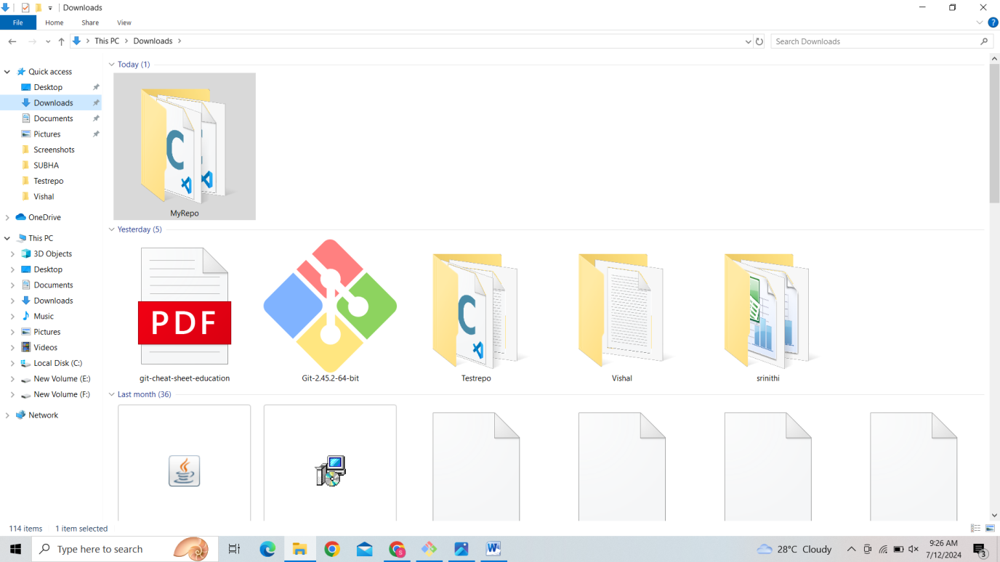 Downloads
File Home Share View
This PC Downloads
Search Downloads
Quick access
Desktop
Downloads
Documents
Pictures
Screenshots
SUBHA
Testrepo
Vishal
OneDrive
This PC
3D Objects
Desktop
Documents
Downloads
Music
Pictures
Videos
Local Disk (C:)
New Volume (E:)
New Volume (F:)
Network
Today (1)
C
MyRepo
Yesterday (5)
PDF
C
git-cheat-sheet-education Git-2.45.2-64-bit Testrepo Vishal srinithi
Last month (36)
114 items 1 item selected
Type here to search
S
W
28°C Cloudy
9:26 AM
7/12/2024
3